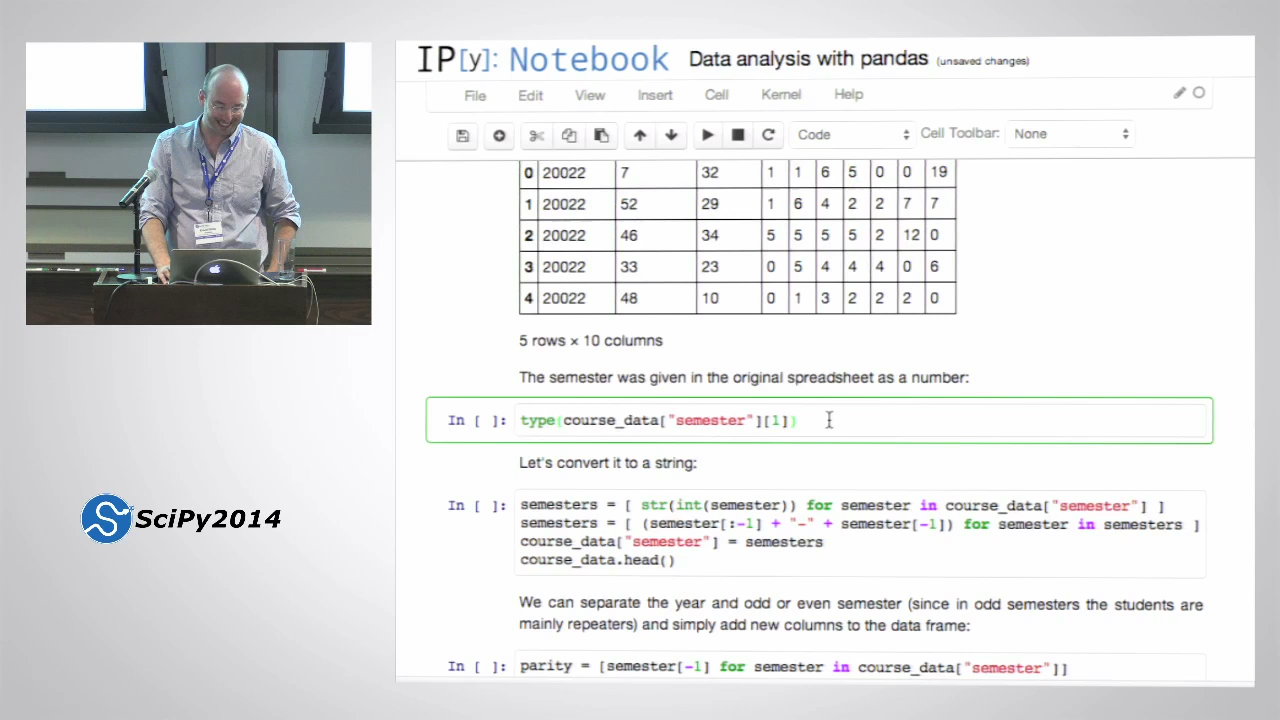 IP[y]: Notebook Data analysis with pandas (unsaved changes)
File Edit View Insert Cell Kernel Help
Code Cell Toolbar: None
0 20022 7 32 1 1 6 5 0 0 19
1 20022 52 29 1 6 4 2 2 7 7
2 20022 46 34 5 5 5 5 2 12 0
3 20022 33 23 0 5 4 4 4 0 6
4 20022 48 10 0 1 3 2 2 2 0
5 rows × 10 columns
The semester was given in the original spreadsheet as a number:
In [ ]: type(course_data["semester"][1])
Let's convert it to a string:
In [ ]: semesters = [ str(int(semester)) for semester in course_data["semester"] ]
semesters = [ (semester[:-1] + "-" + semester[-1]) for semester in semesters ]
course_data["semester"] = semesters
course_data.head()
We can separate the year and odd or even semester (since in odd semesters the students are
mainly repeaters) and simply add new columns to the data frame:
In [ ]: parity = [semester[-1] for semester in course_data["semester"]]
SciPy2014